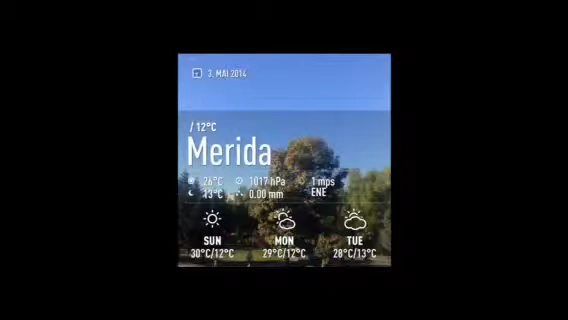 3. MAI 2014
/ 12°C
Merida
26°C 1017 hPa 1 mps
13°C 0.00 mm ENE
SUN MON TUE
30°C/12°C 29°C/12°C 28°C/13°C